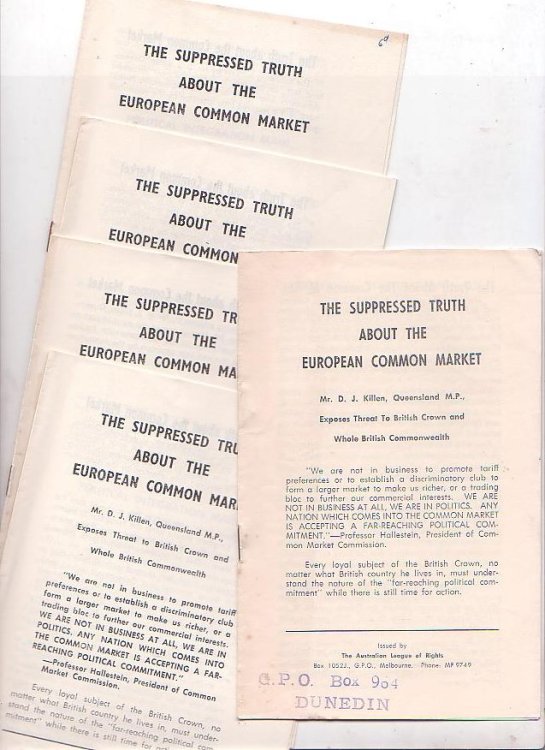 6d
THE SUPPRESSED TRUTH
ABOUT THE
EUROPEAN COMMON MARKET
THE SUPPRESSED TRUTH
ABOUT THE
EUROPEAN COMMON
THE SUPPRESSED TR
ABOUT THE
EUROPEAN COMMON MA
THE SUPPRESSED TRU
ABOUT THE
EUROPEAN COMMON MAR
Mr. D. J. Killen, Queensland M.P.,
Exposes Threat to British Crown and
Whole British Commonwealth
"We are not in business to promote tariff
preferences or to establish a discriminatory club
to form a larger market to make us richer, or a
trading bloc to further our commercial interests.
WE ARE NOT IN BUSINESS AT ALL, WE ARE IN
POLITICS. ANY NATION WHICH COMES INTO
THE COMMON MARKET IS ACCEPTING A FAR-
REACHING POLITICAL COMMITMENT."
—Professor Hallestein, President of Common
Market Commission.
Every loyal subject of the British Crown, no
matter what British country he lives in, must under-
stand the nature of the "far-reaching political com-
mitment" while there is still time for
THE SUPPRESSED TRUTH
ABOUT THE
EUROPEAN COMMON MARKET
Mr. D. J. Killen, Queensland M.P.,
Exposes Threat To British Crown and
Whole British Commonwealth
"We are not in business to promote tariff
preferences or to establish a discriminatory club to
form a larger market to make us richer, or a trading
bloc to further our commercial interests. WE ARE
NOT IN BUSINESS AT ALL, WE ARE IN POLITICS. ANY
NATION WHICH COMES INTO THE COMMON MARKET
IS ACCEPTING A FAR-REACHING POLITICAL COM-
MITMENT."—Professor Hallestein, President of Com-
mon Market Commission.
Every loyal subject of the British Crown, no
matter what British country he lives in, must under-
stand the nature of the "far-reaching political com-
mitment" while there is still time for action.
Issued by
The Australian League of Rights
Box 1052J., G.P.O., Melbourne. Phone: MF 9749
G.P.O. Box 964
DUNEDIN